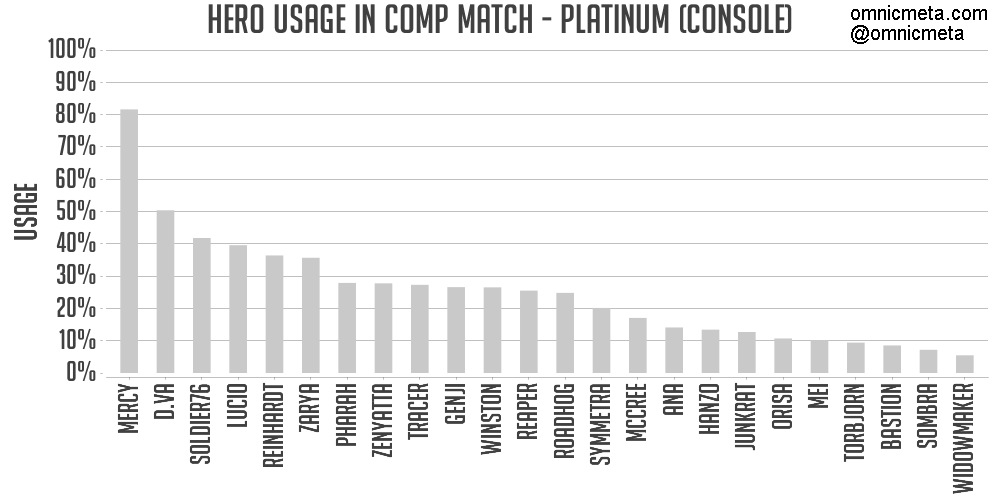 HERO USAGE IN COMP MATCH - PLATINUM (CONSOLE)
omnicmeta.com
@omnicmeta
USAGE
100%
90%
80%
70%
60%
50%
40%
30%
20%
10%
0%
MERCY
D.VA
SOLDIER76
LUCIO
REINHARDT
ZARYA
PHARAH
ZENYATTA
TRACER
GENJI
WINSTON
REAPER
ROADHOG
SYMMETRA
MCCREE
ANA
HANZO
JUNKRAT
ORISA
MEI
TORBJORN
BASTION
SOMBRA
WIDOWMAKER